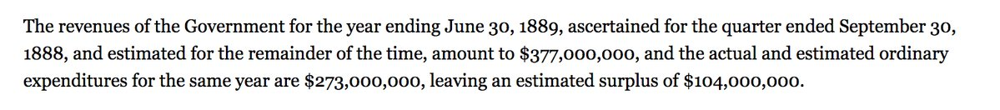 The revenues of the Government for the year ending June 30, 1889, ascertained for the quarter ended September 30,
1888, and estimated for the remainder of the time, amount to $377,000,000, and the actual and estimated ordinary
expenditures for the same year are $273,000,000, leaving an estimated surplus of $104,000,000.